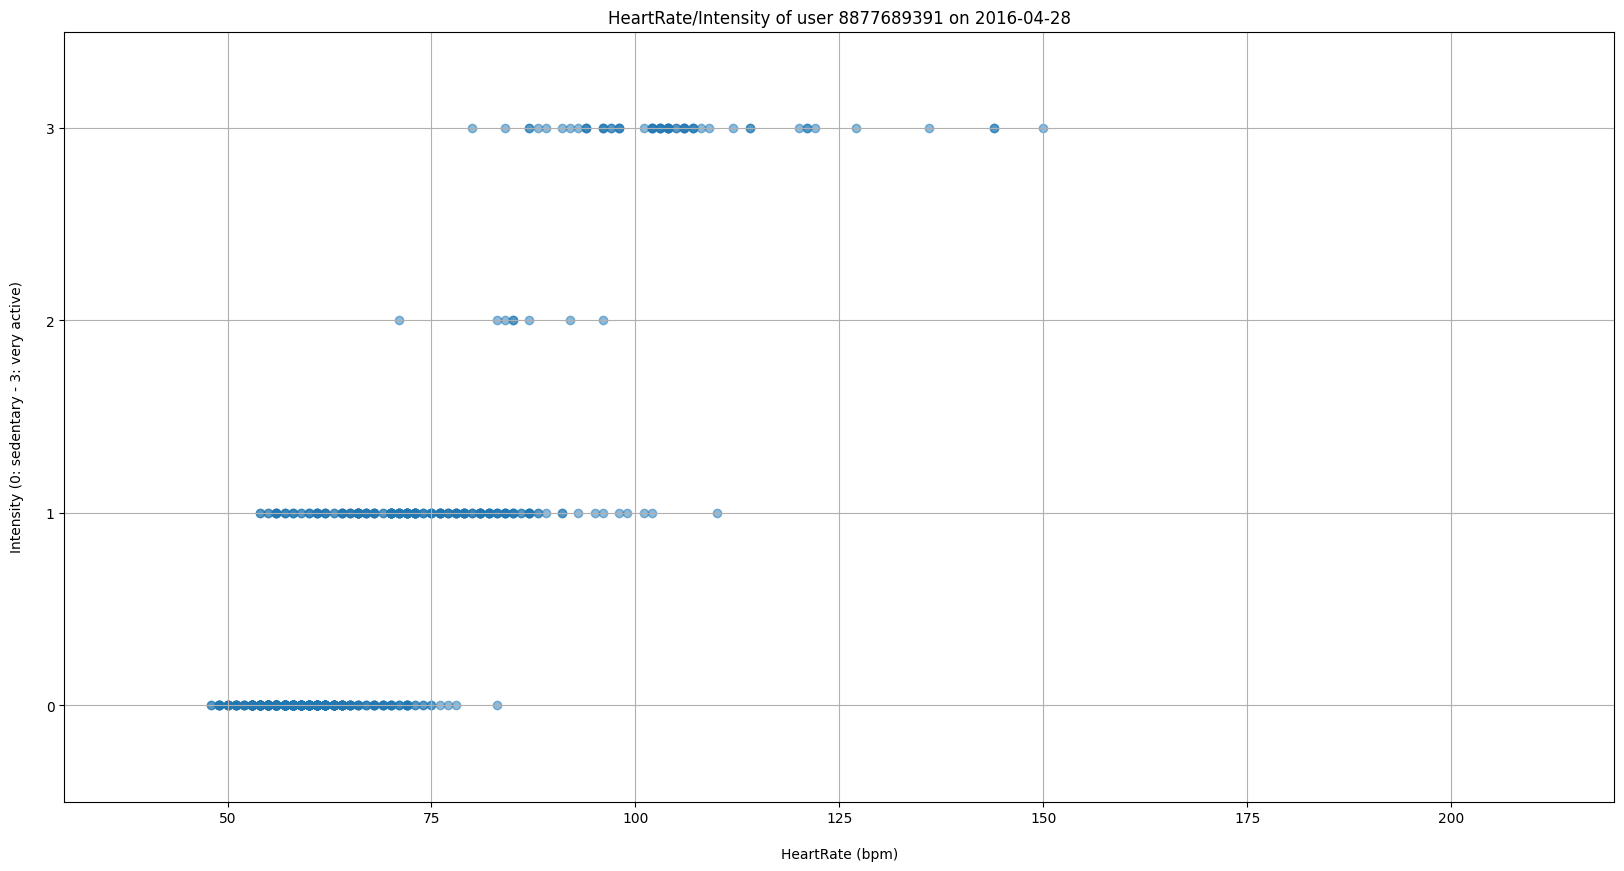 HeartRate/Intensity of user 8877689391 on 2016-04-28
Intensity (0: sedentary - 3: very active)
3
2
1
0
50 75 100 125 150 175 200
HeartRate (bpm)